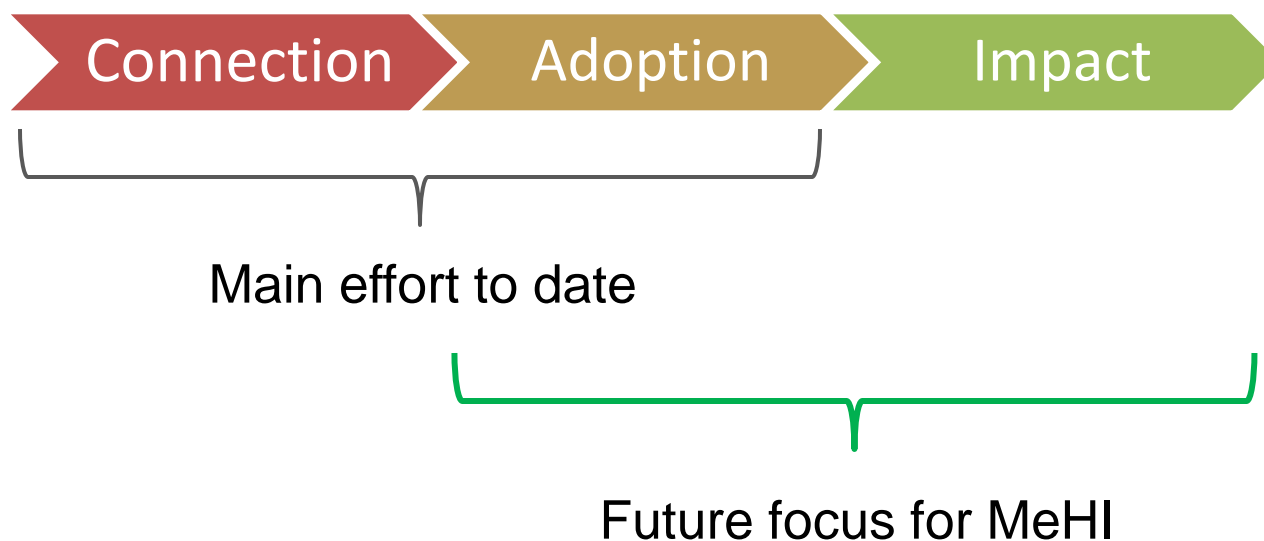 Connection Adoption Impact
Main effort to date
Future focus for MeHI